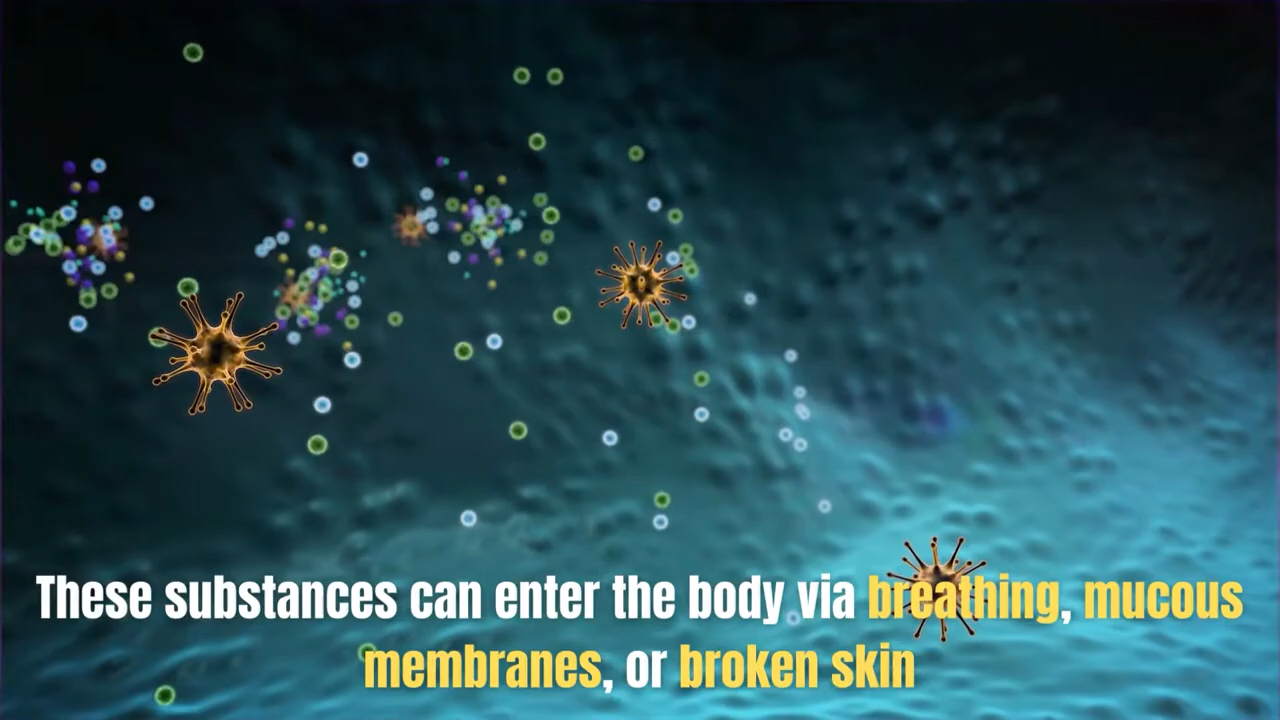 These substances can enter the body via breathing, mucous
membranes, or broken skin